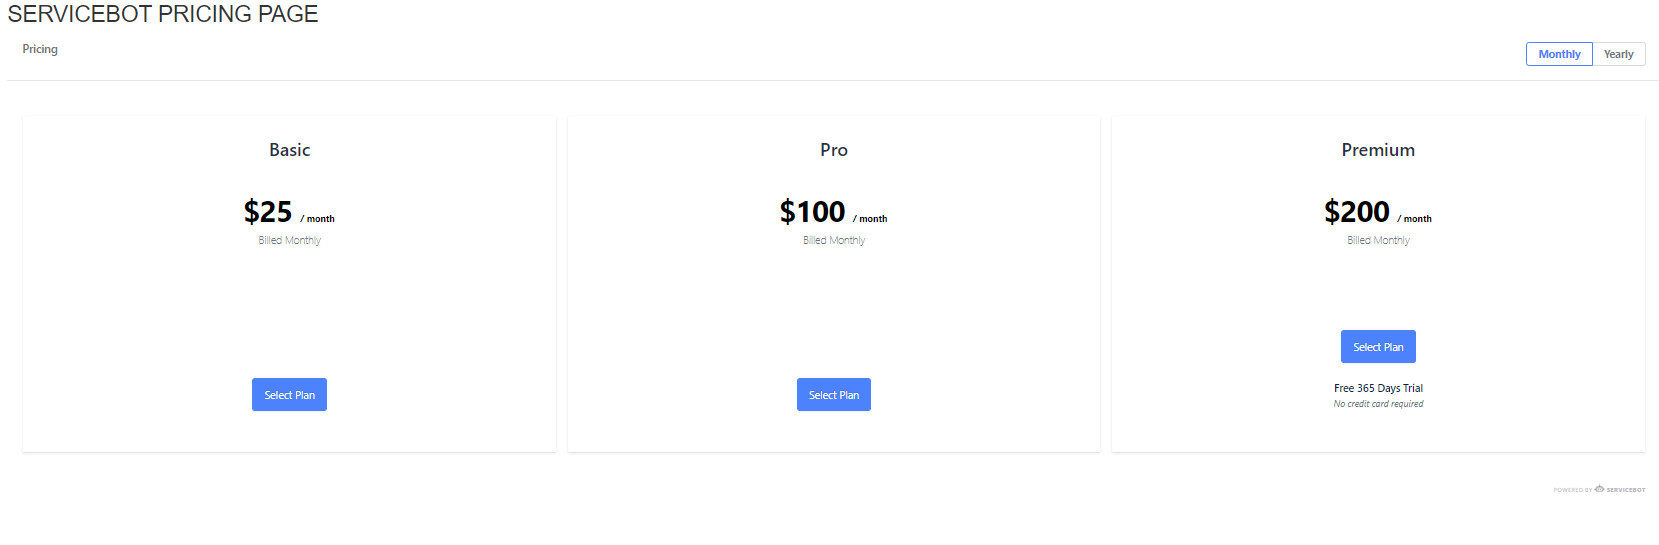 SERVICEBOT PRICING PAGE
Pricing
Monthly Yearly
Basic
$25 / month
Billed Monthly
Select Plan
Pro
$100 / month
Billed Monthly
Select Plan
Premium
$200 / month
Billed Monthly
Select Plan
Free 365 Days Trial
No credit card required
POWERED BY SERVICEBOT